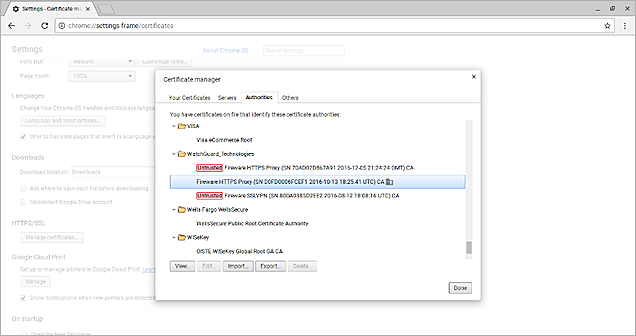 Settings - Certificate man
chrome://settings-frame/certificates
Settings
About Chrome OS
Search settings
Font size:
Medium
Customize fonts...
Page zoom:
100%
Languages
Change how Chrome OS handles and displays langu
Language and input settings...
Offer to translate pages that aren't in a language y
Downloads
Download location:
Downloads
Ask where to save each file before downloading
Disconnect Google Drive account
HTTPS/SSL
Manage certificates...
Google Cloud Print
Set up or manage printers in Google Cloud Print. Learn
Manage
Show notifications when new printers are detected
On startup
Open the New Tab page
Certificate manager
Your Certificates
Servers
Authorities
Others
You have certificates on file that identify these certificate authorities:
VISA
Visa eCommerce Root
WatchGuard_Technologies
Untrusted Fireware HTTPS Proxy (SN 70AD02DB67A91 2016-12-05 21:24:24 GMT) CA
Fireware HTTPS Proxy (SN D0FD0006FCEF1 2016-10-13 18:25:41 UTC) CA
Untrusted Fireware SSLVPN (SN 80DA0385D2EE2 2016-08-12 18:08:16 UTC) CA
Wells Fargo WellsSecure
WellsSecure Public Root Certificate Authority
WISeKey
OISTE WISeKey Global Root GA CA
View...
Edit...
Import...
Export...
Delete...
Done